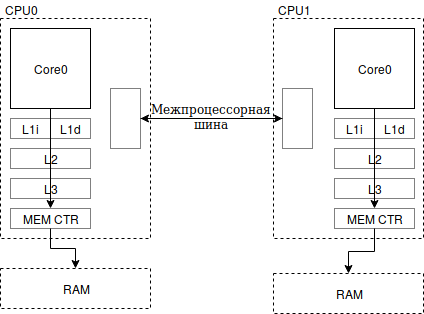 CPU0
CPU1
Core0
Core0
Межпроцессорная
шина
L1i L1d
L1i L1d
L2
L2
L3
L3
MEM CTR
MEM CTR
RAM
RAM